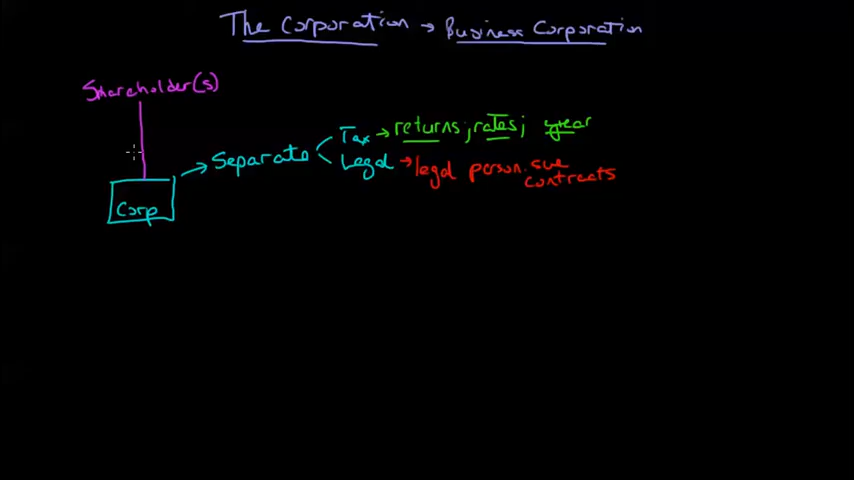 The Corporation → Business Corporation
Shareholder(s)
Tax → returns; rates; year
Separate
Legal → legal person. sue
contracts
Corp